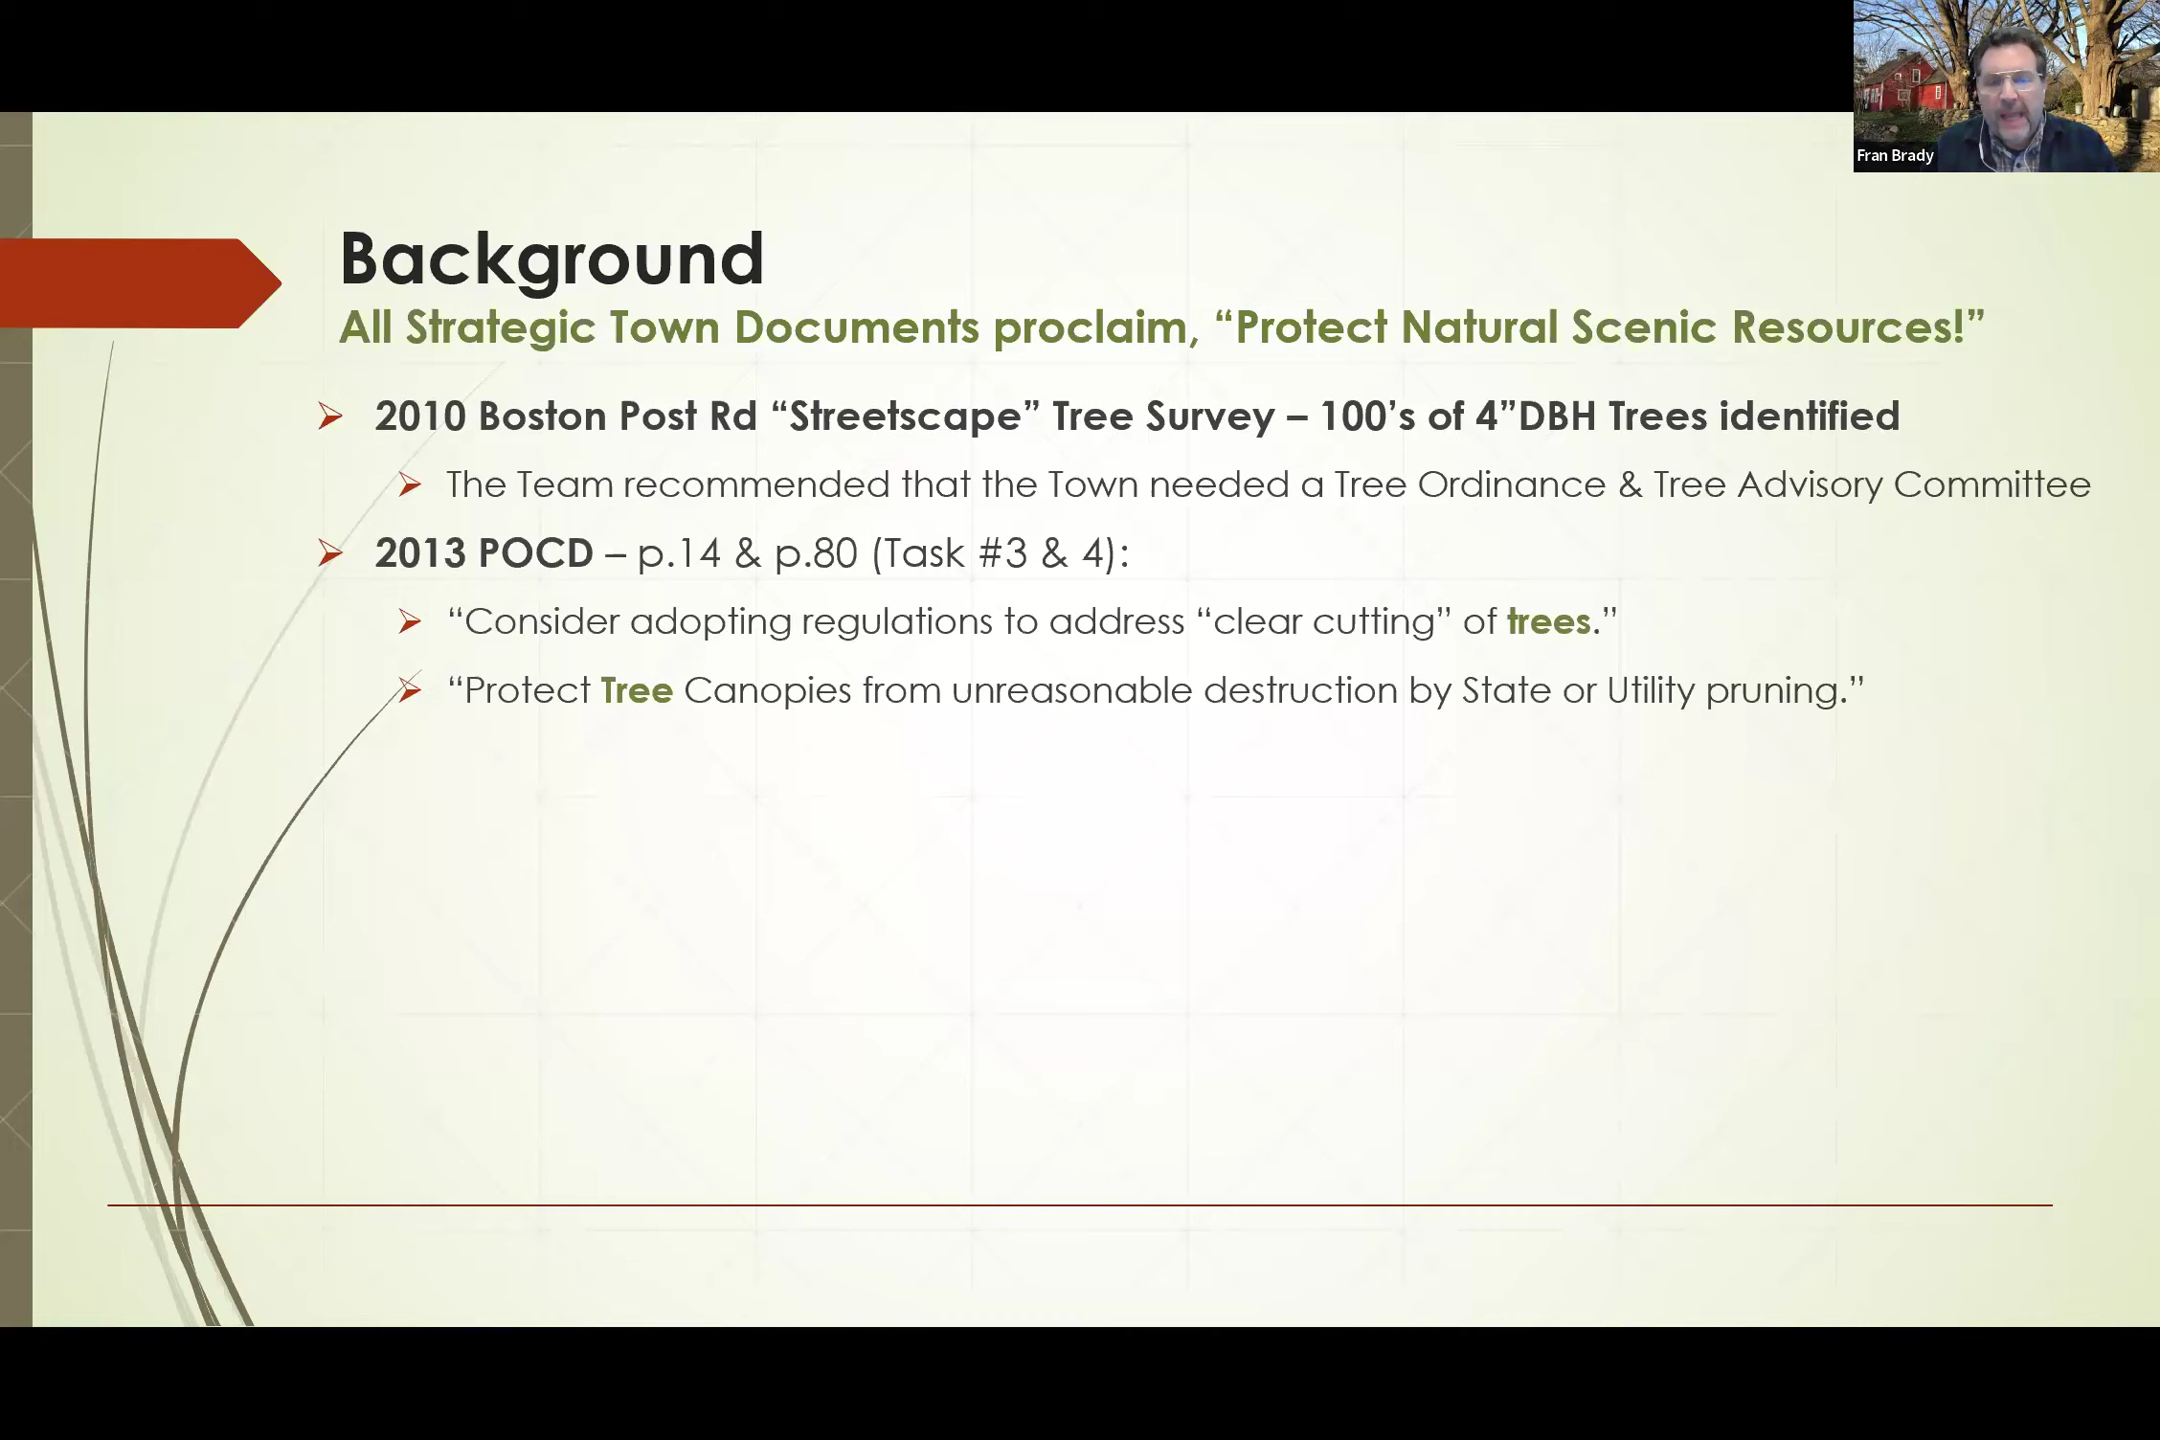 Fran Brady
Background
All Strategic Town Documents proclaim, “Protect Natural Scenic Resources!”
2010 Boston Post Rd “Streetscape” Tree Survey – 100’s of 4”DBH Trees identified
The Team recommended that the Town needed a Tree Ordinance & Tree Advisory Committee
2013 POCD – p.14 & p.80 (Task #3 & 4):
“Consider adopting regulations to address “clear cutting” of trees.”
“Protect Tree Canopies from unreasonable destruction by State or Utility pruning.”